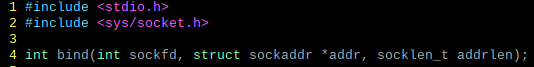 1 #include <stdio.h>
2 #include <sys/socket.h>
3
4 int bind(int sockfd, struct sockaddr *addr, socklen_t addrlen);